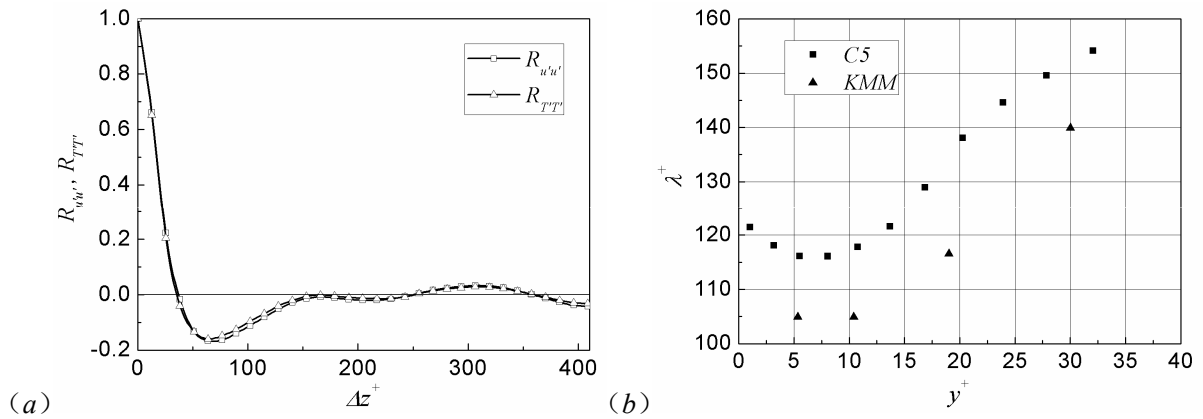 1.0
0.8
0.6
0.4
0.2
0.0
-0.2
0
100
200
300
400
R_{u'u'}, R_{T'T'}
Δz^+
R_{u'u'}
R_{T'T'}
(a)
160
150
140
130
120
110
100
0
5
10
15
20
25
30
35
40
λ^+
y^+
C5
KMM
(b)